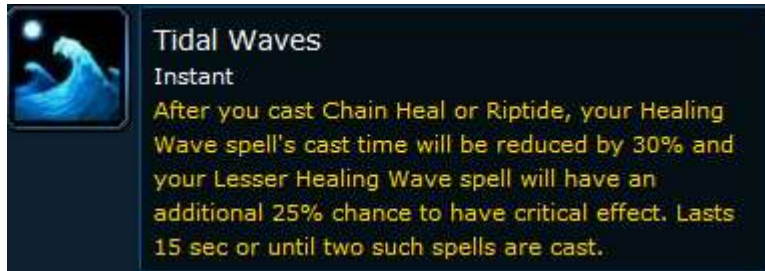 Tidal Waves
Instant
After you cast Chain Heal or Riptide, your Healing
Wave spell's cast time will be reduced by 30% and
your Lesser Healing Wave spell will have an
additional 25% chance to have critical effect. Lasts
15 sec or until two such spells are cast.